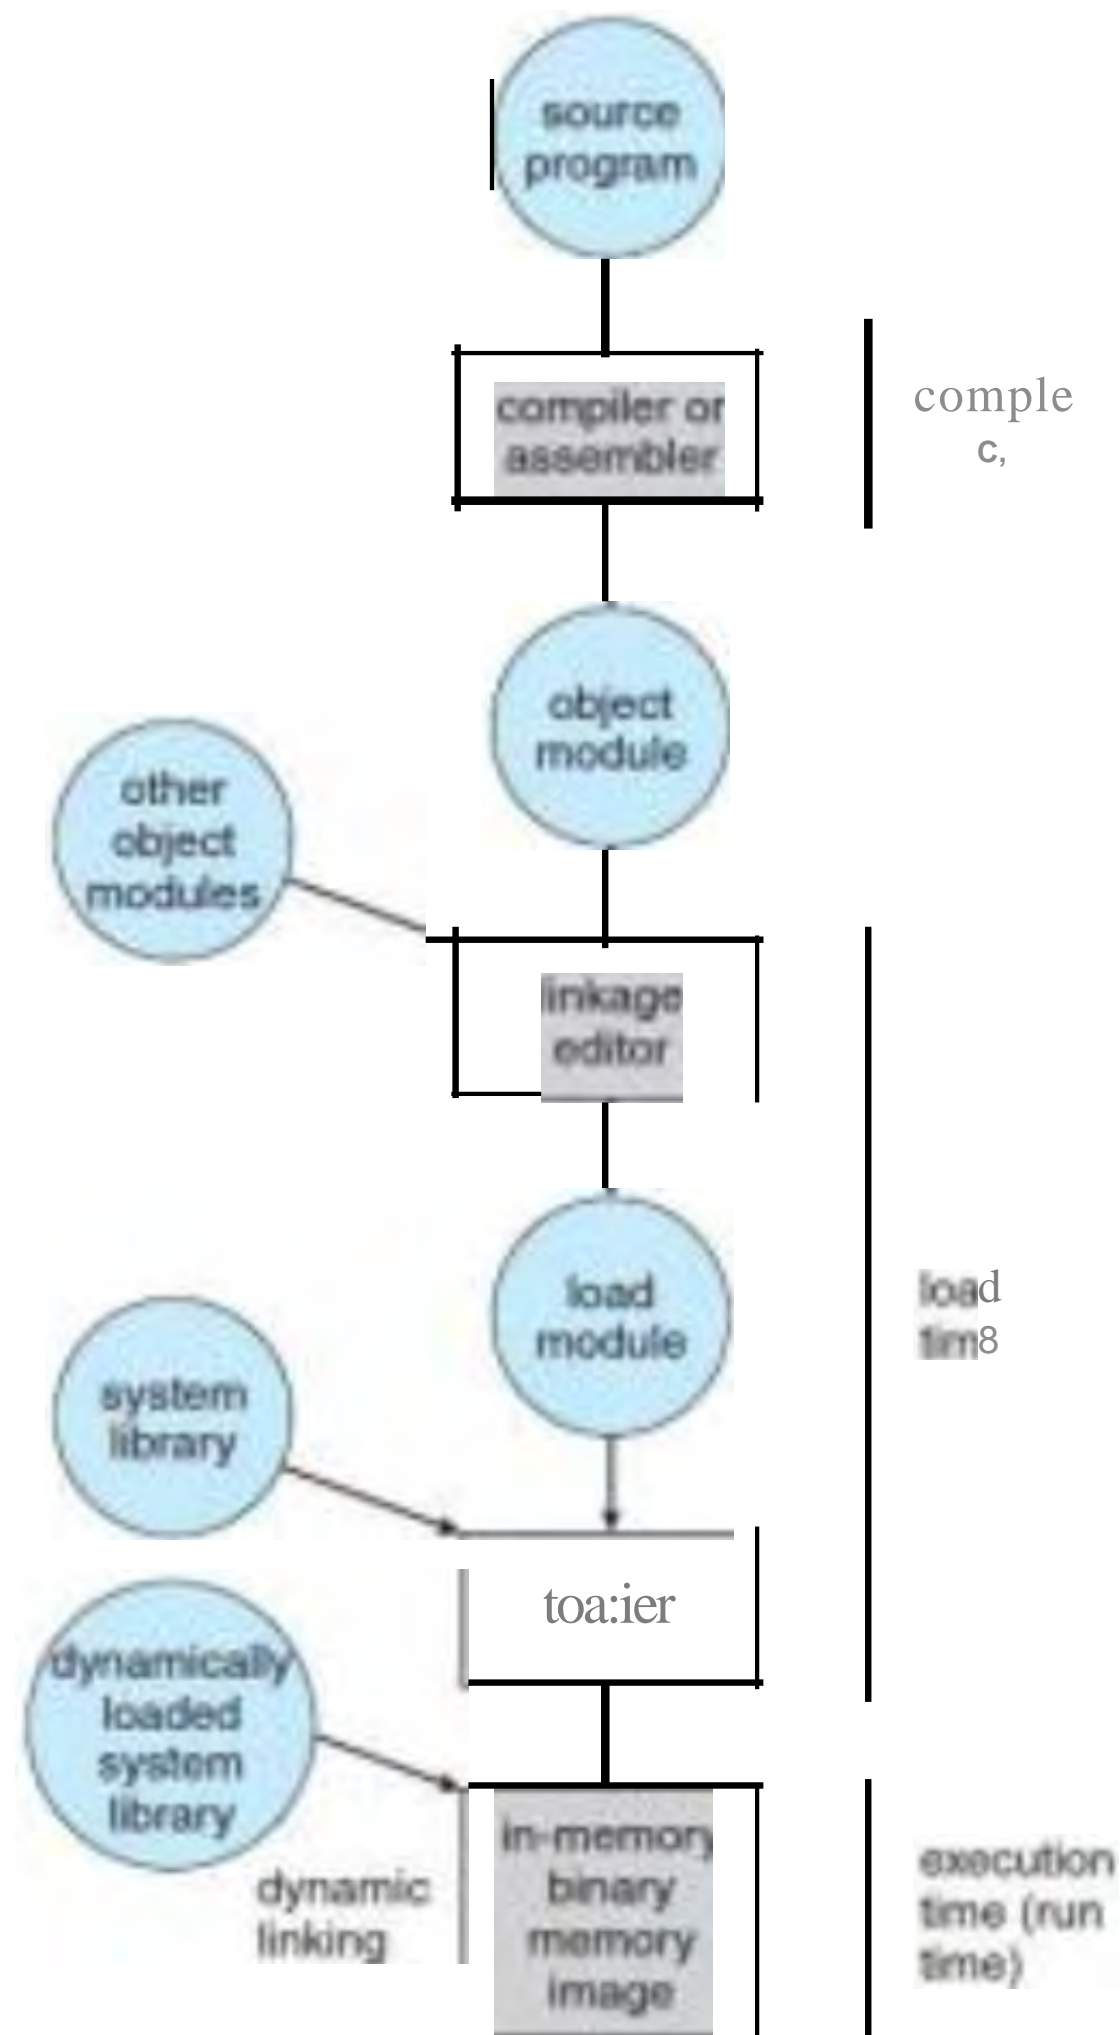 source
program
compiler or
assembler
comple
c,
object
module
other
object
modules
linkage
editor
load
module
load
tim8
system
library
toa:ier
dynamically
loaded
system
library
dynamic
linking
in-memory
binary
memory
image
execution
time (run
time)